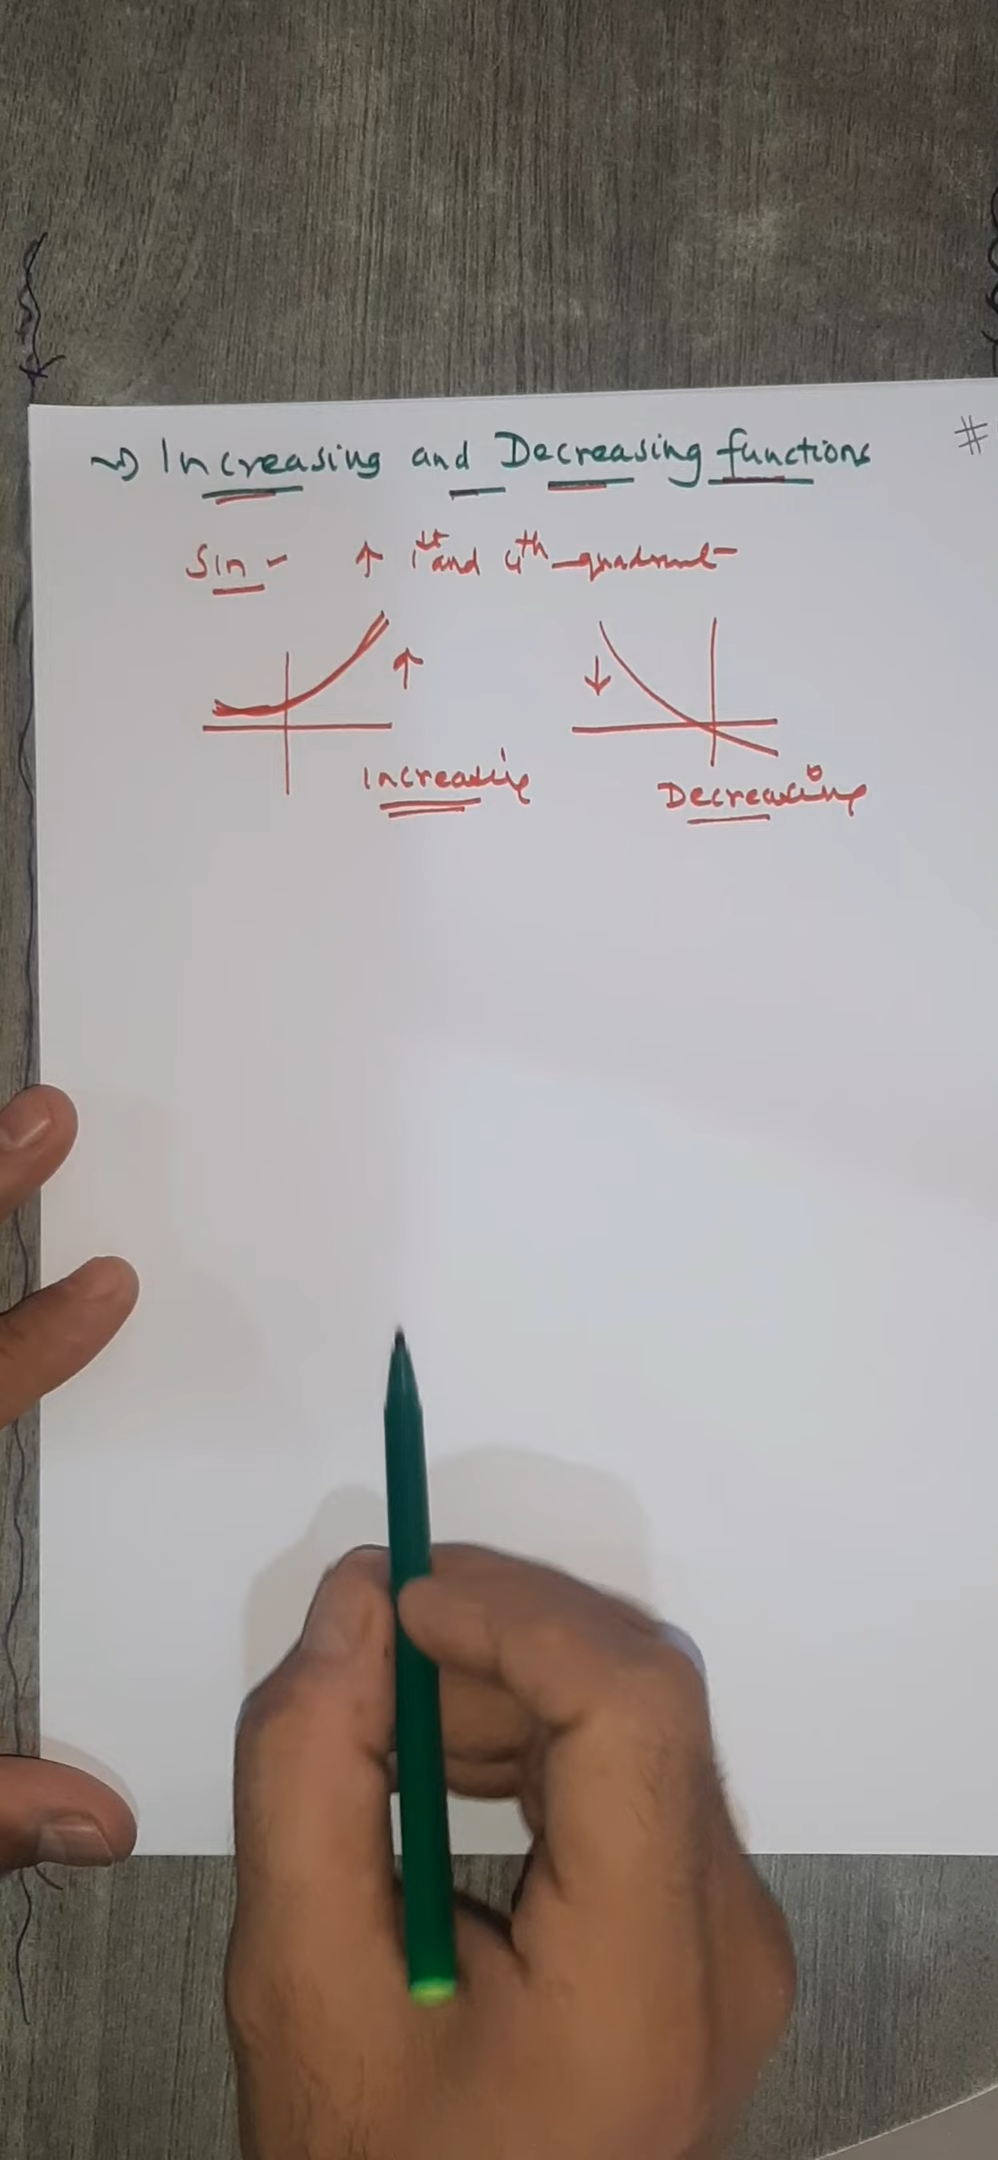 ~> Increasing and Decreasing functions #
Sin - ↑ 1st and 4th quadrant
↑ ↓
Increasing Decreasing